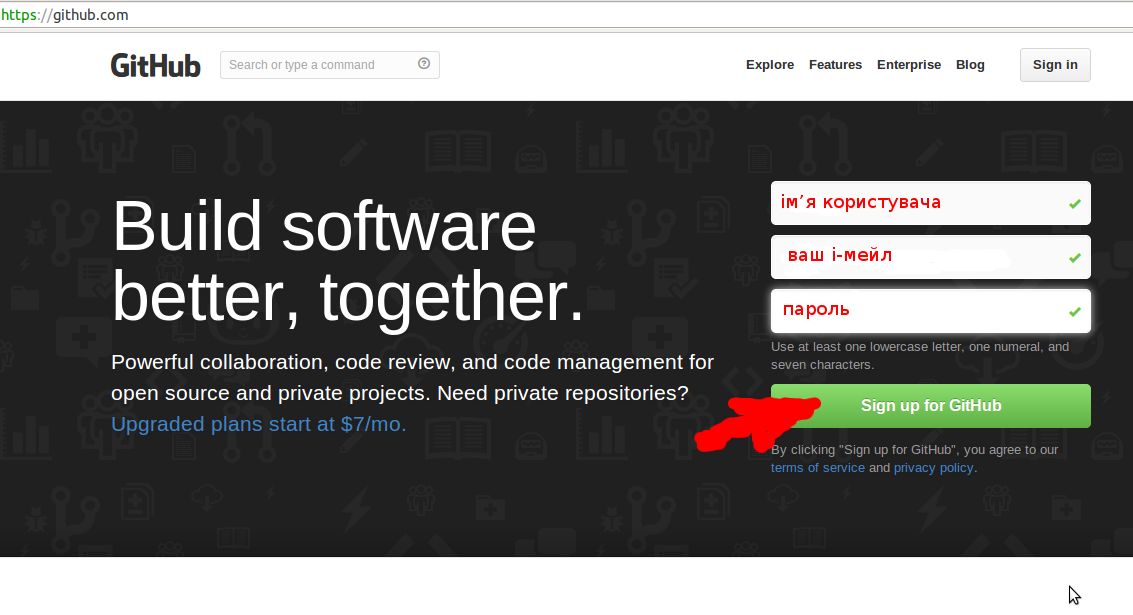 https://github.com
GitHub
Search or type a command
Explore Features Enterprise Blog
Sign in
Build software
better, together.
Powerful collaboration, code review, and code management for
open source and private projects. Need private repositories?
Upgraded plans start at $7/mo.
ім’я користувача
ваш і-мейл
пароль
Use at least one lowercase letter, one numeral, and
seven characters.
Sign up for GitHub
By clicking "Sign up for GitHub", you agree to our
terms of service and privacy policy.